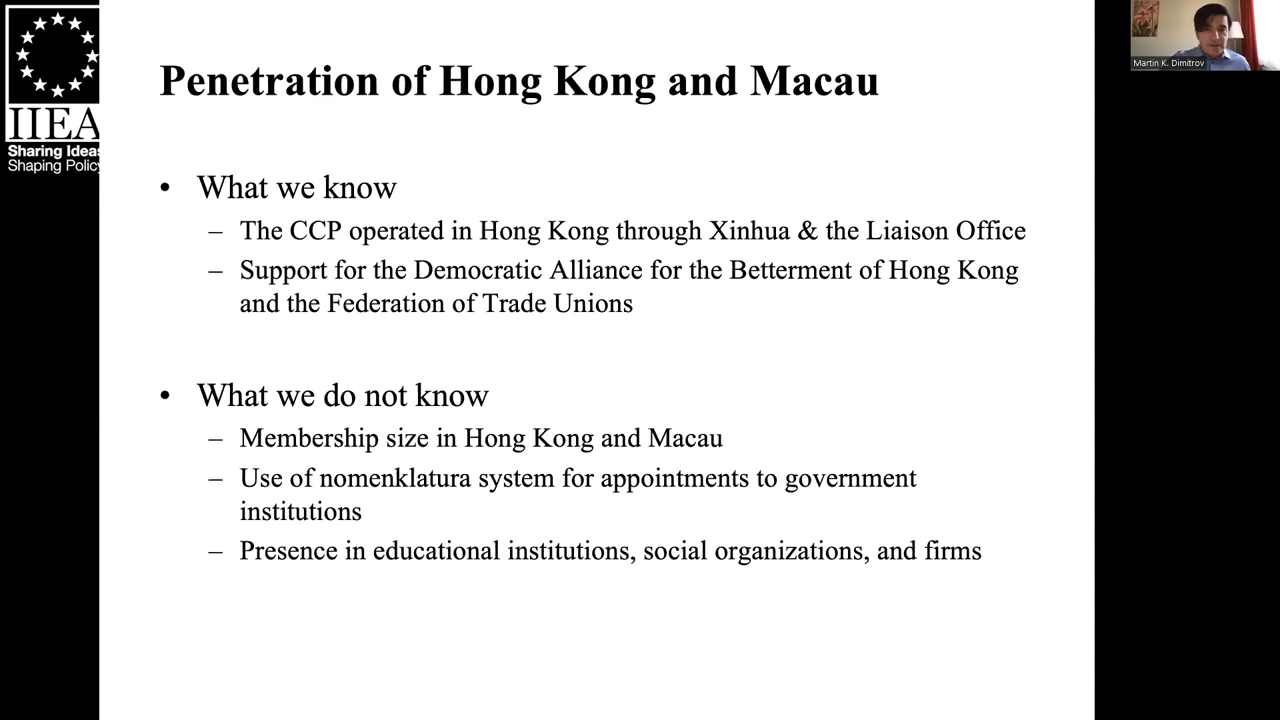 IIEA
Sharing Ideas
Shaping Policy
Martin K. Dimitrov
Penetration of Hong Kong and Macau
• What we know
– The CCP operated in Hong Kong through Xinhua & the Liaison Office
– Support for the Democratic Alliance for the Betterment of Hong Kong
and the Federation of Trade Unions
• What we do not know
– Membership size in Hong Kong and Macau
– Use of nomenklatura system for appointments to government
institutions
– Presence in educational institutions, social organizations, and firms